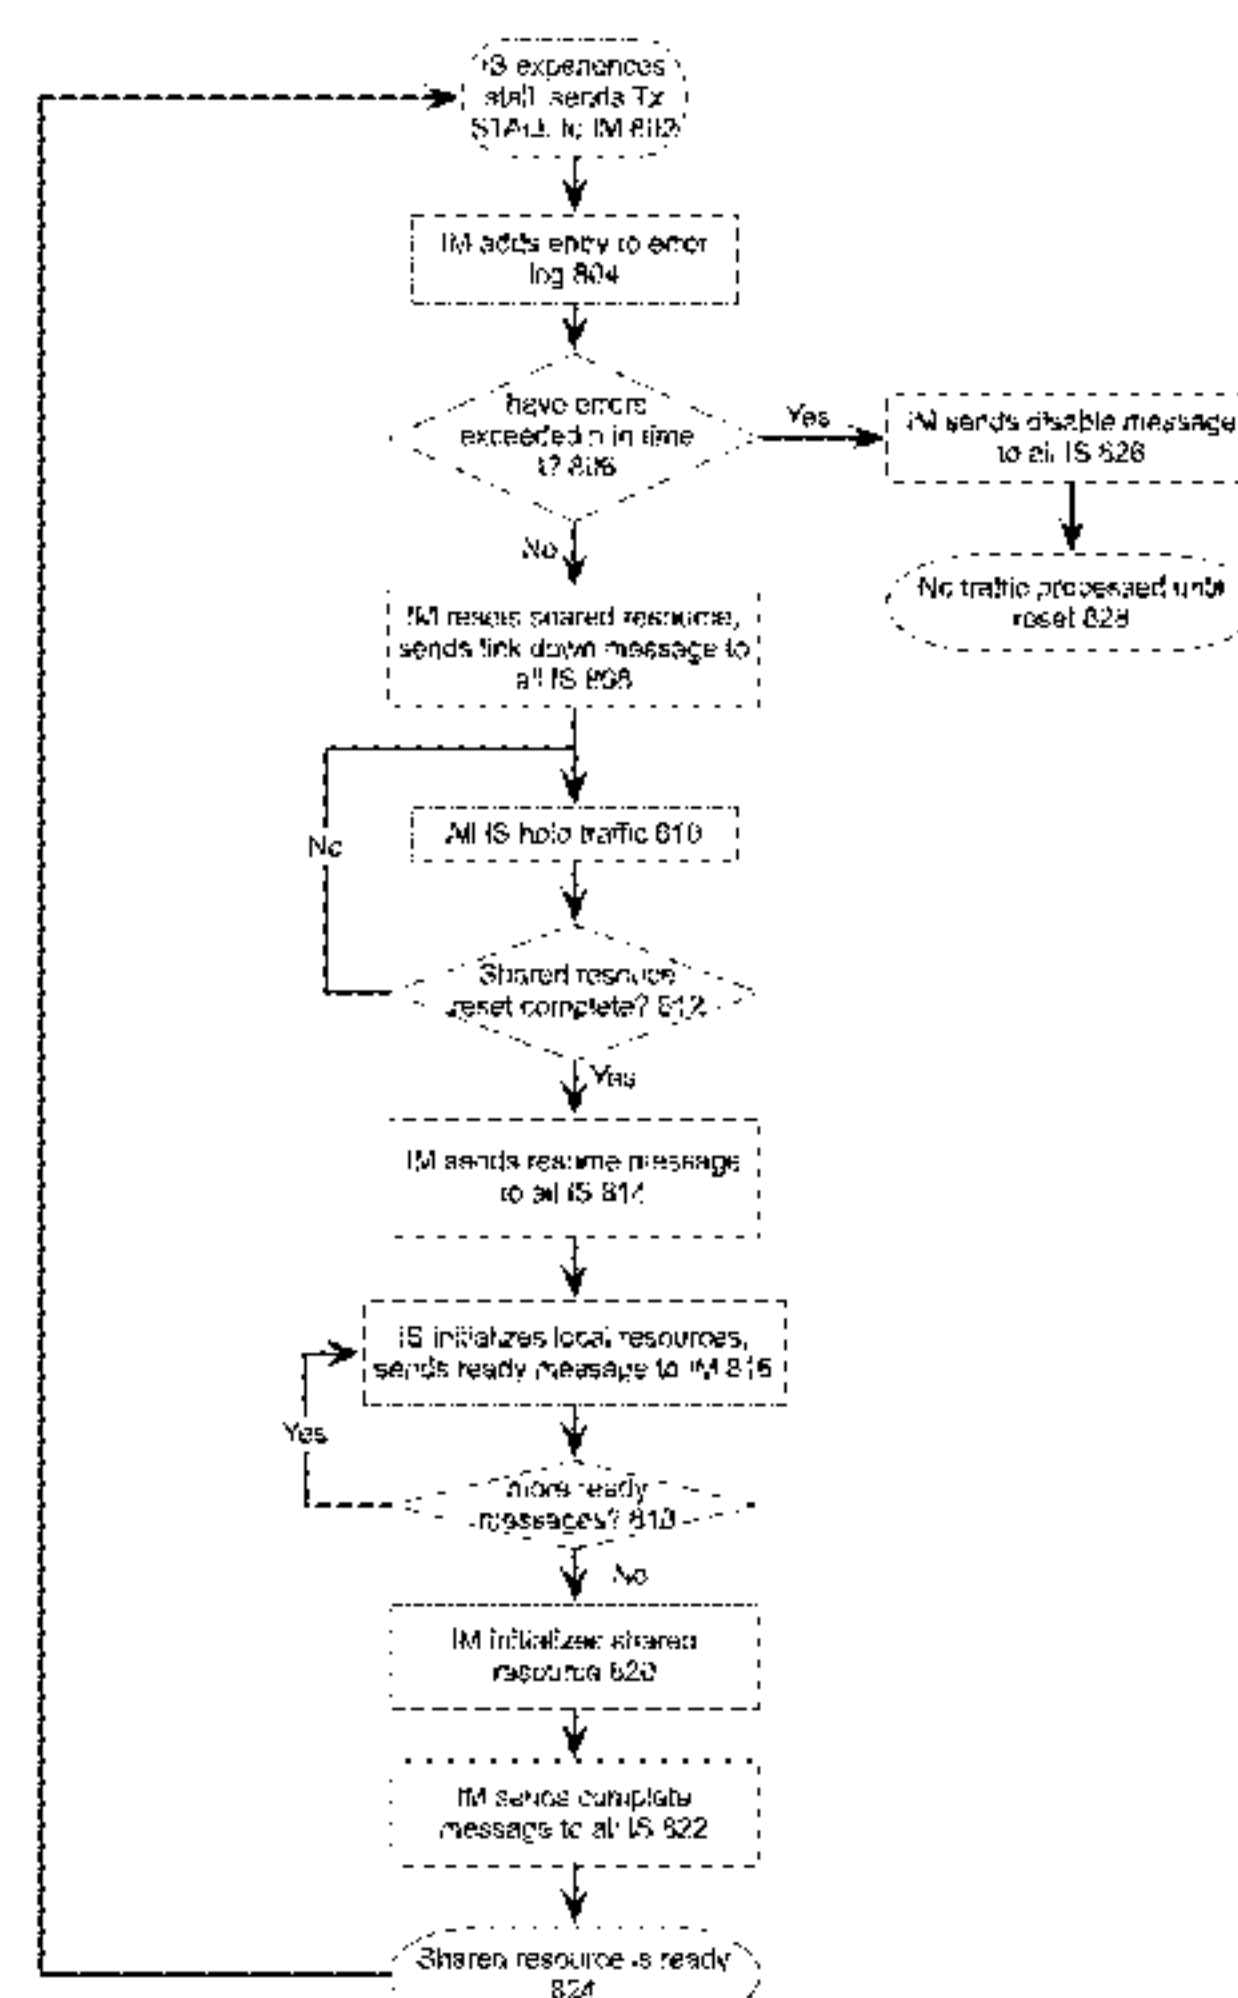 IS experiences
stall, sends Tx
STALL to IM 802
IM adds entry to error
log 804
have errors
exceeded n in time
t? 806
Yes
IM sends disable message
to all IS 826
No
No traffic processed until
reset 828
IM resets shared resource,
sends link down message to
all IS 808
No
All IS hold traffic 810
Shared resouce
reset complete? 812
Yes
IM sends resume message
to all IS 814
IS initializes local resources,
sends ready message to IM 816
Yes
more ready
messages? 818
No
IM initializes shared
resource 820
IM sends complete
message to all IS 822
Shared resource is ready
824